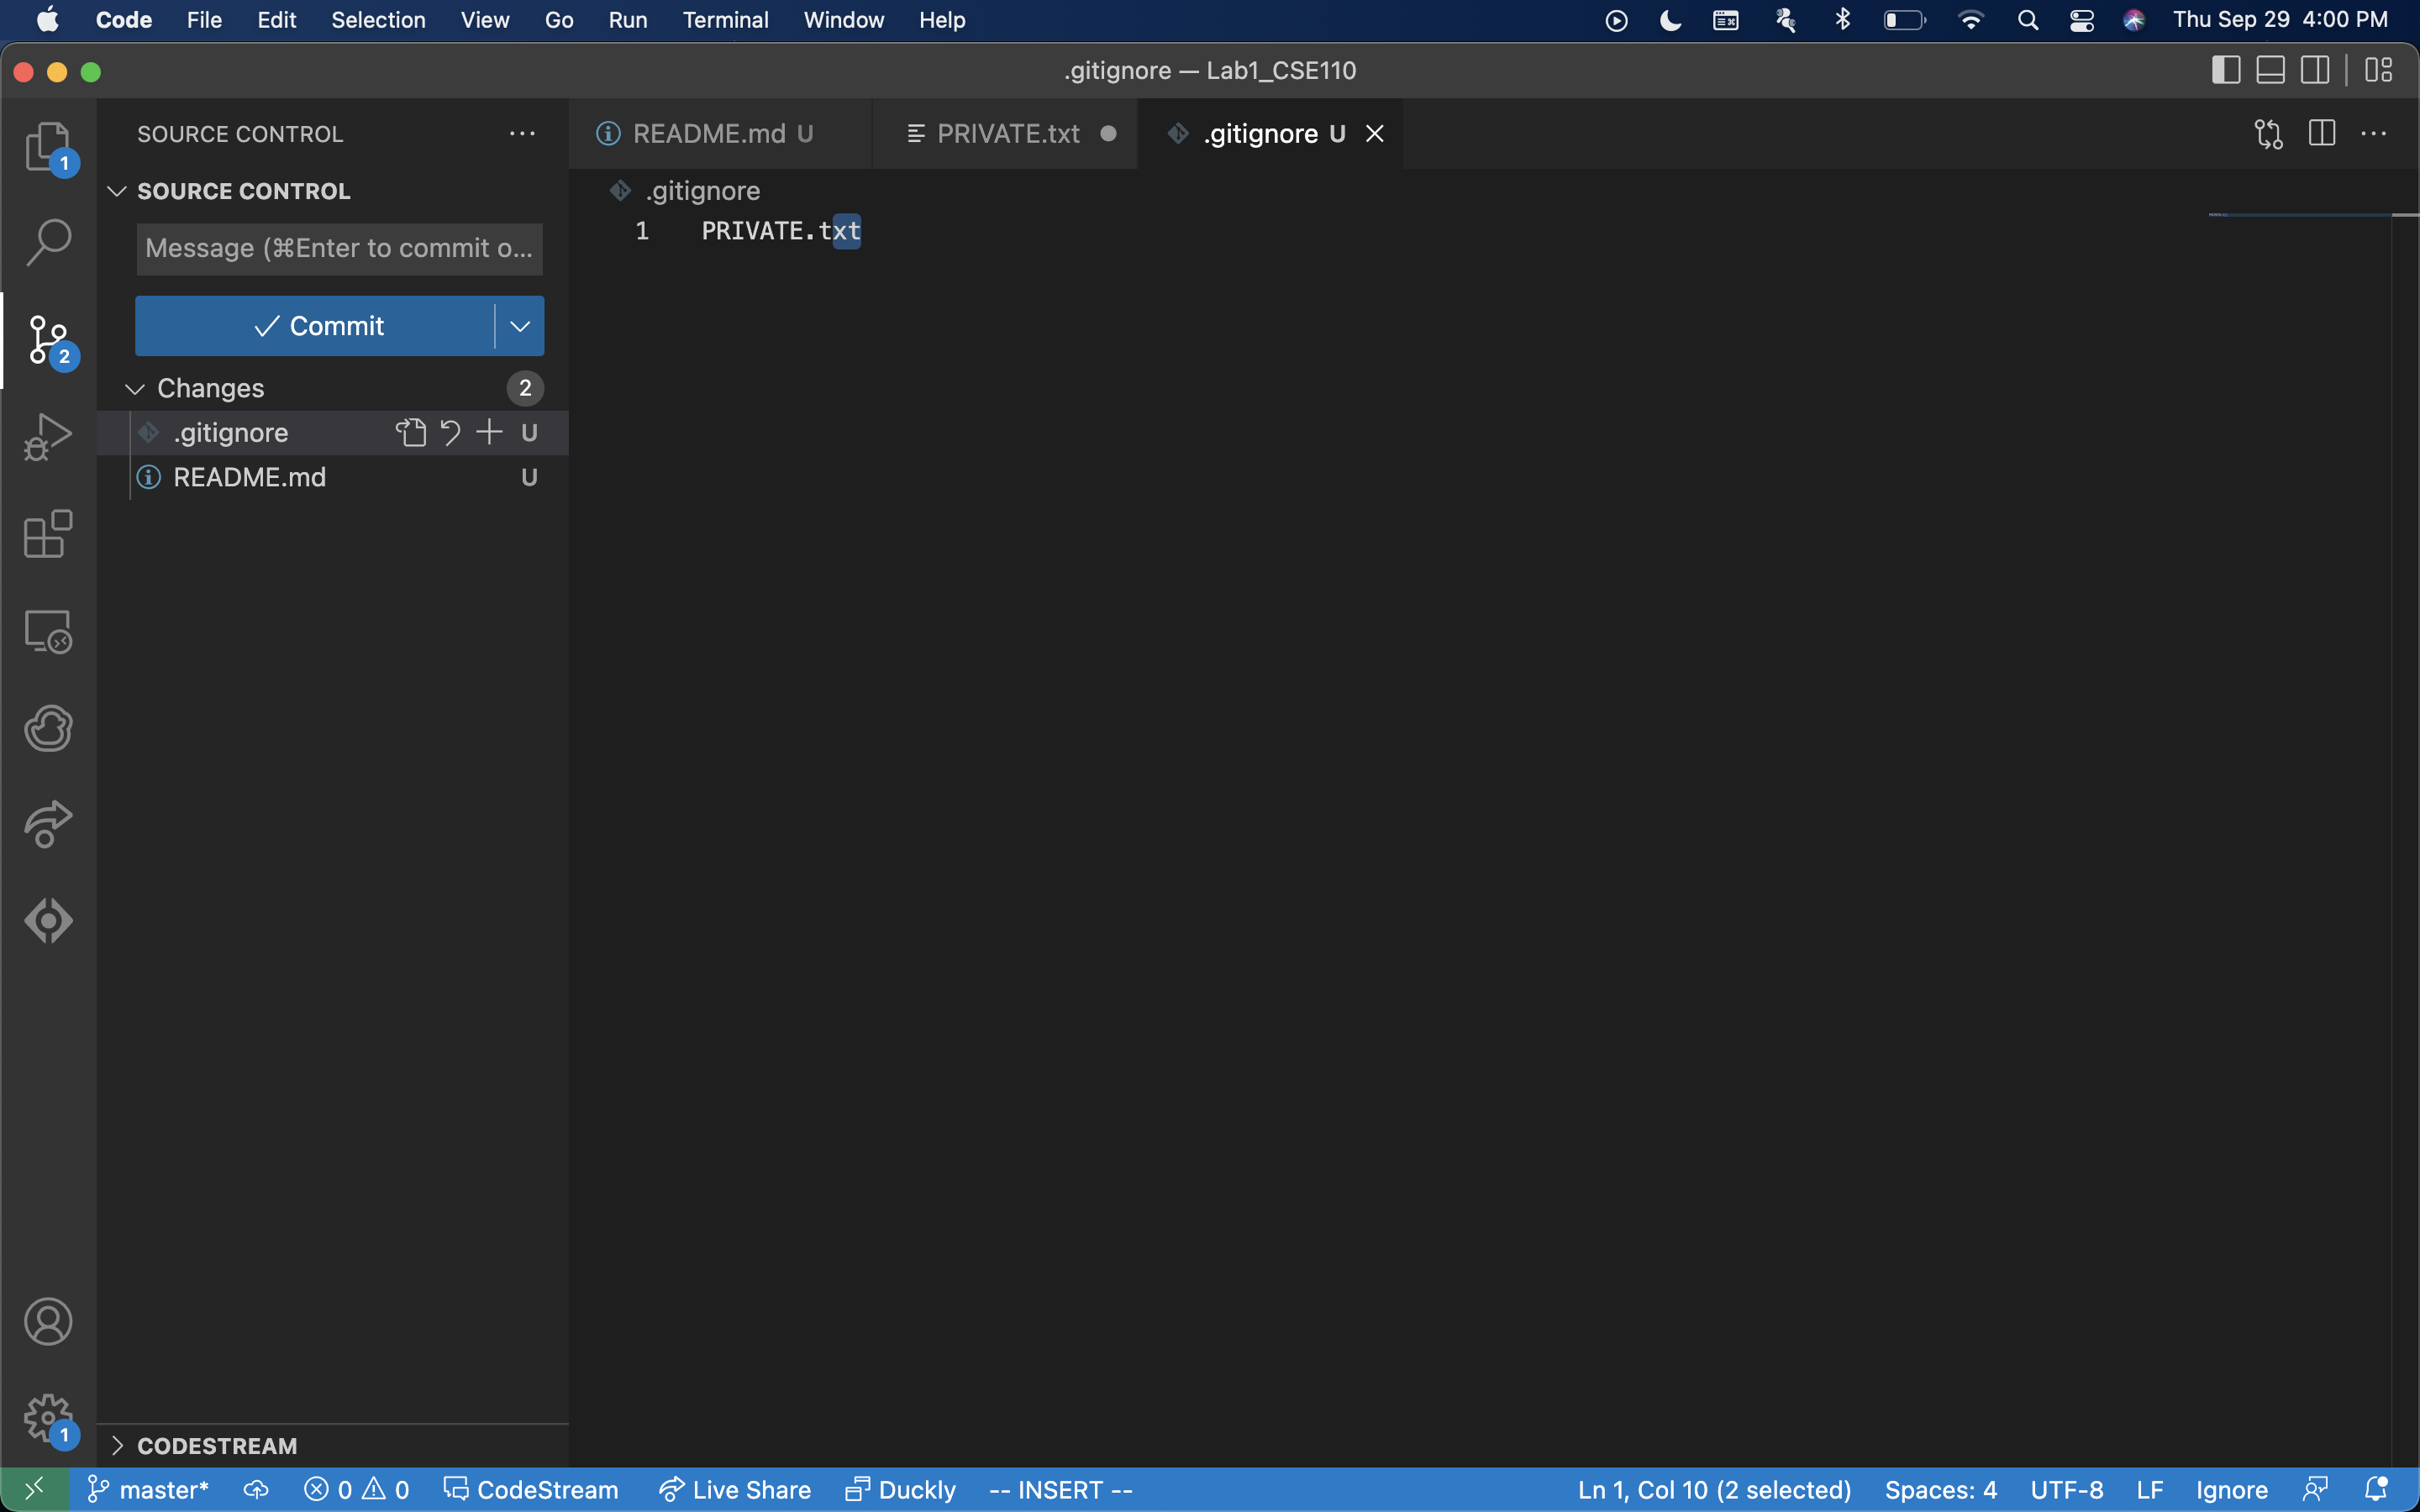 Code File Edit Selection View Go Run Terminal Window Help Thu Sep 29 4:00 PM
.gitignore — Lab1_CSE110
SOURCE CONTROL
README.md U PRIVATE.txt .gitignore U
1
SOURCE CONTROL
.gitignore
Message (⌘Enter to commit o...
1 PRIVATE.txt
Commit
2
Changes 2
.gitignore U
README.md U
1
CODESTREAM
master* 0 0 CodeStream Live Share Duckly -- INSERT -- Ln 1, Col 10 (2 selected) Spaces: 4 UTF-8 LF Ignore